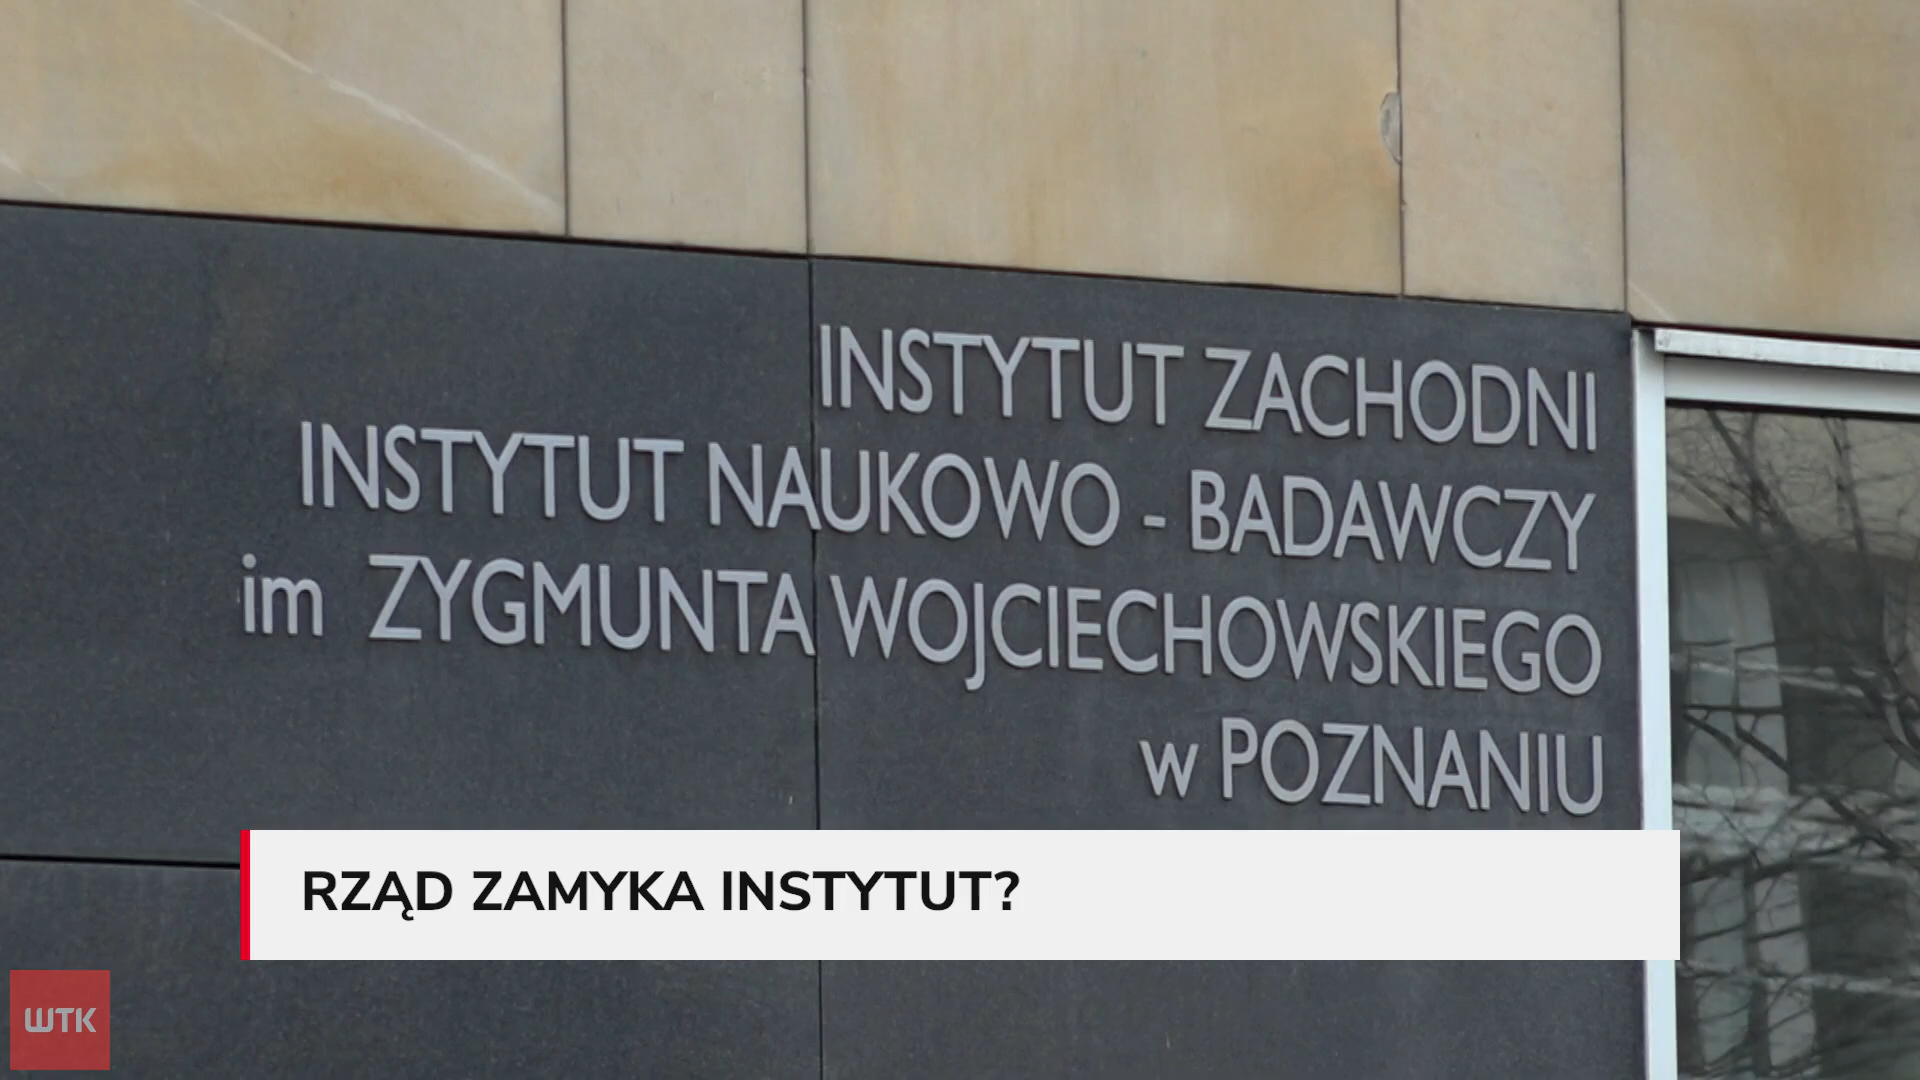 INSTYTUT ZACHODNI
INSTYTUT NAUKOWO - BADAWCZY
im ZYGMUNTA WOJCIECHOWSKIEGO
w POZNANIU
RZĄD ZAMYKA INSTYTUT?
WTK